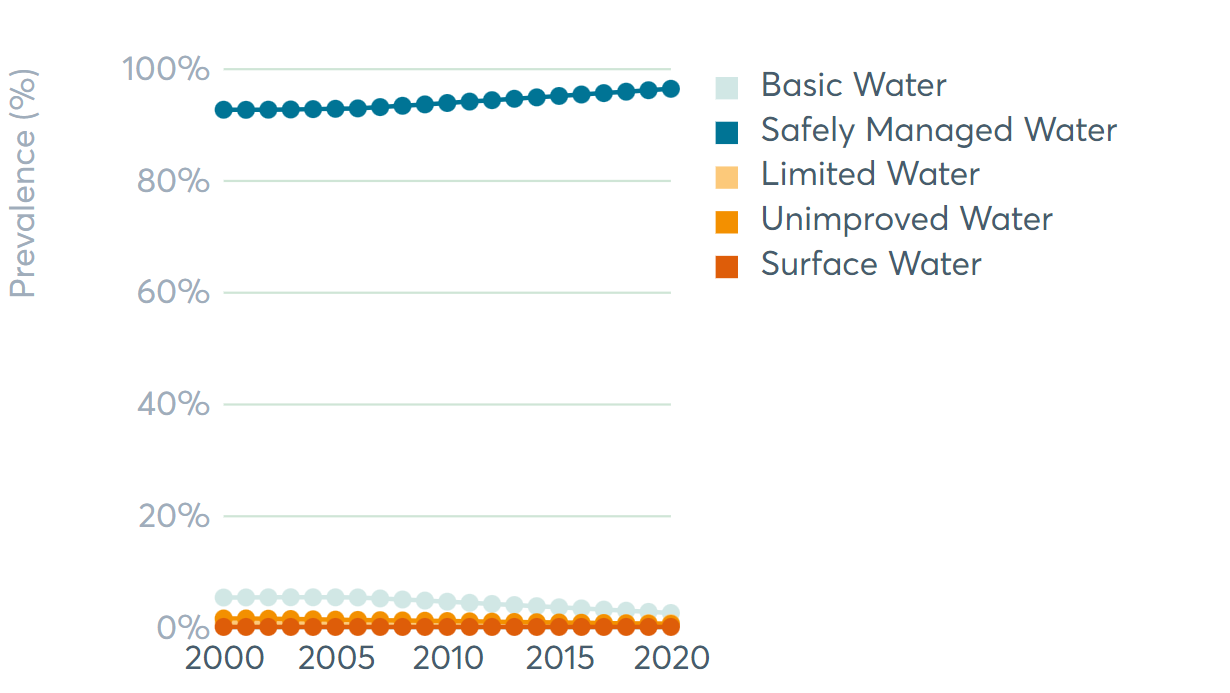 Prevalence (%)
100%
80%
60%
40%
20%
0%
2000 2005 2010 2015 2020
Basic Water
Safely Managed Water
Limited Water
Unimproved Water
Surface Water